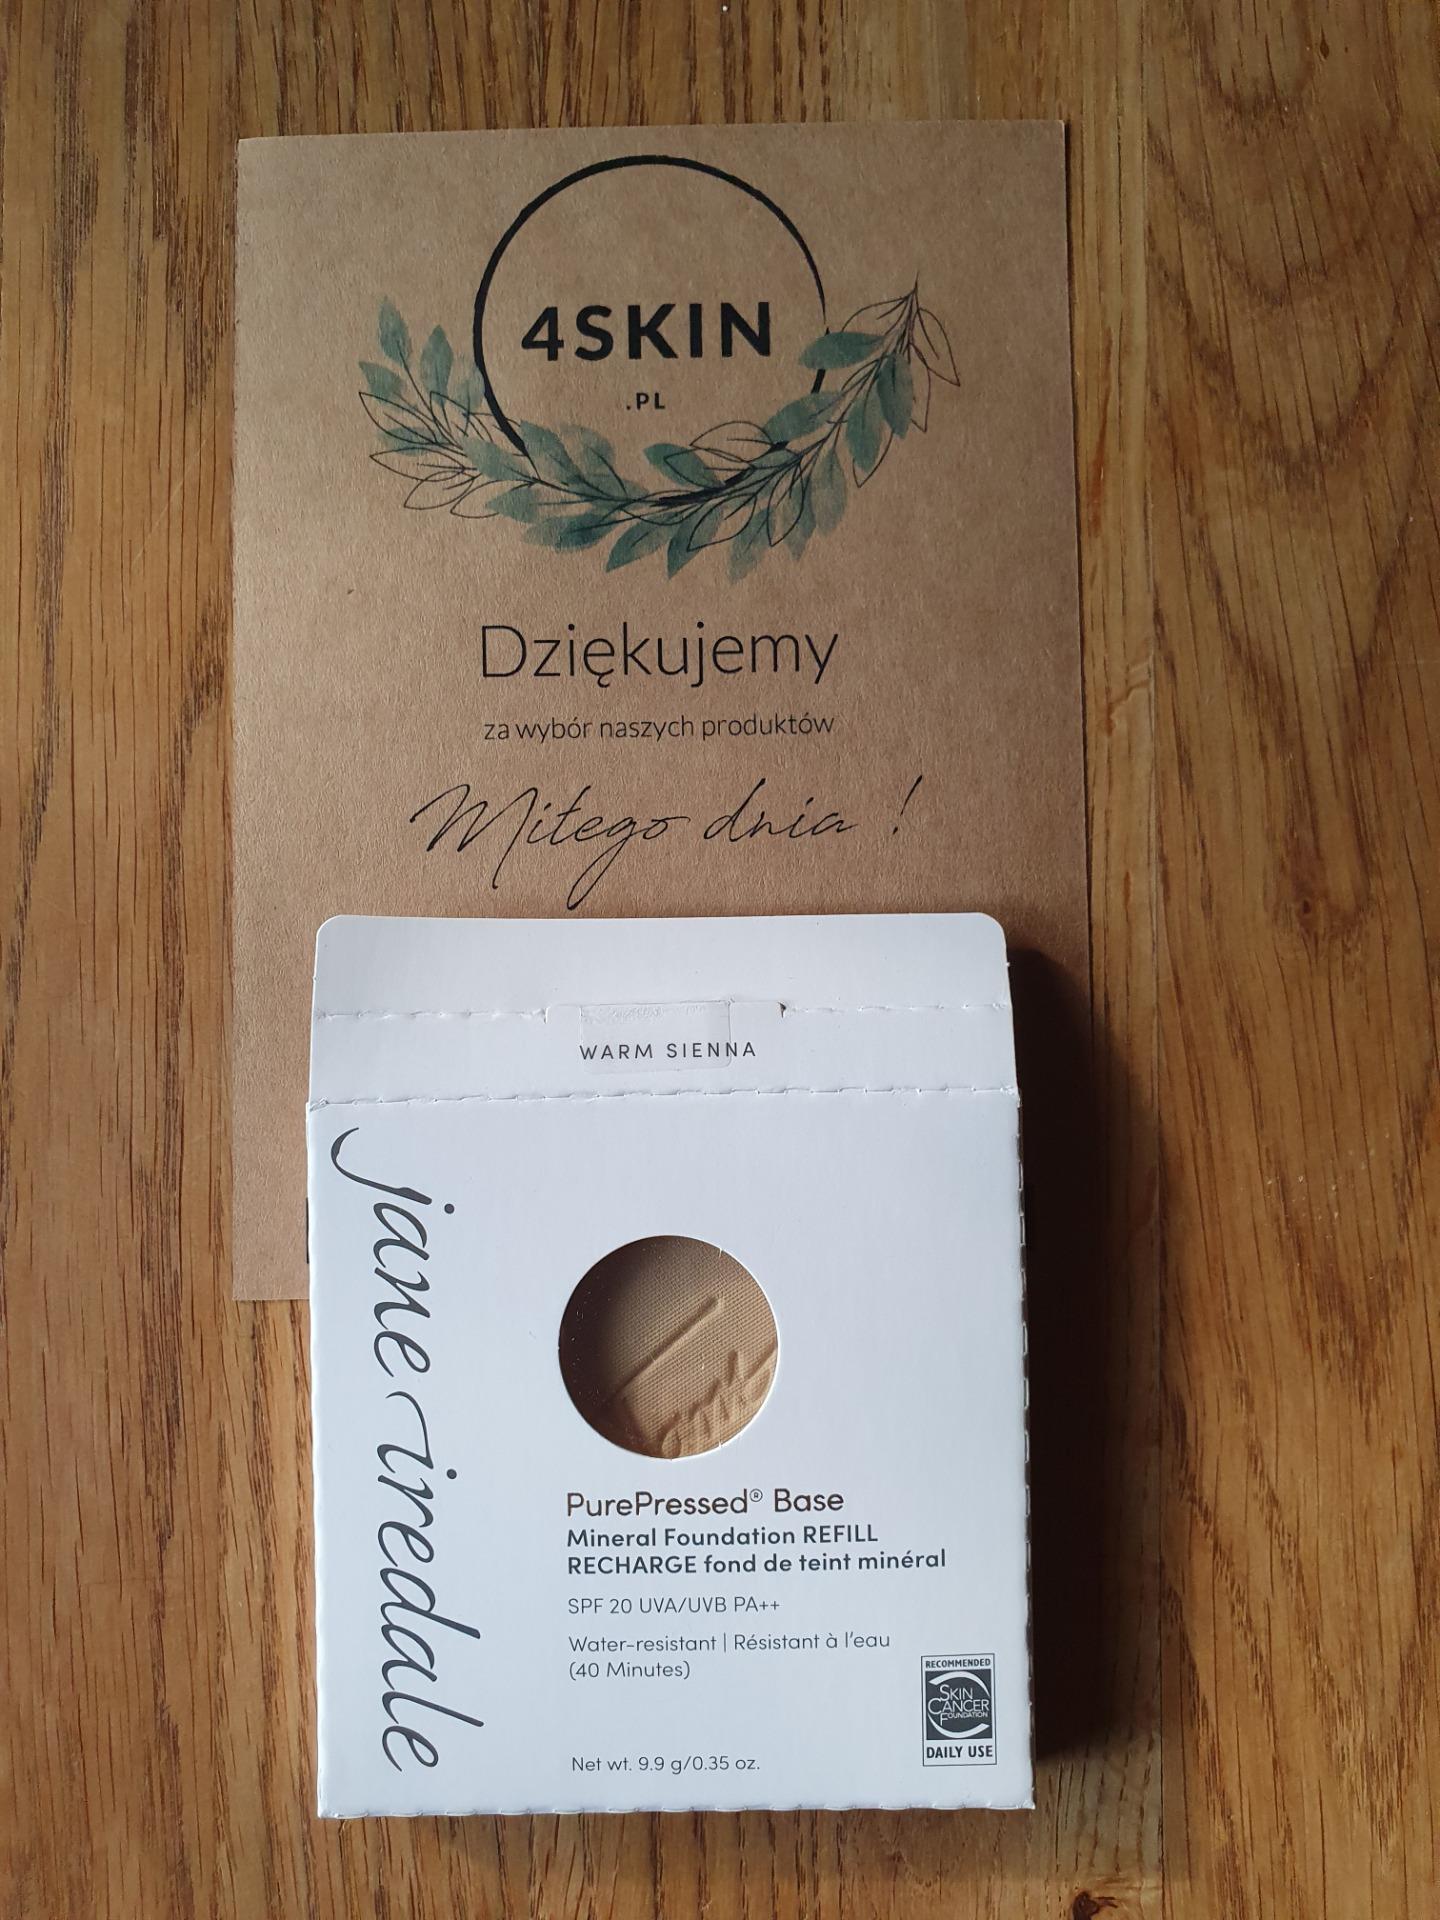 4SKIN
.PL
Dziękujemy
za wybór naszych produktów
Miłego dnia !
WARM SIENNA
jane iredale
PurePressed® Base
Mineral Foundation REFILL
RECHARGE fond de teint minéral
SPF 20 UVA/UVB PA++
Water-resistant | Résistant à l'eau
(40 Minutes)
RECOMMENDED
SKIN
CANCER
FOUNDATION
DAILY USE
Net wt. 9.9 g/0.35 oz.